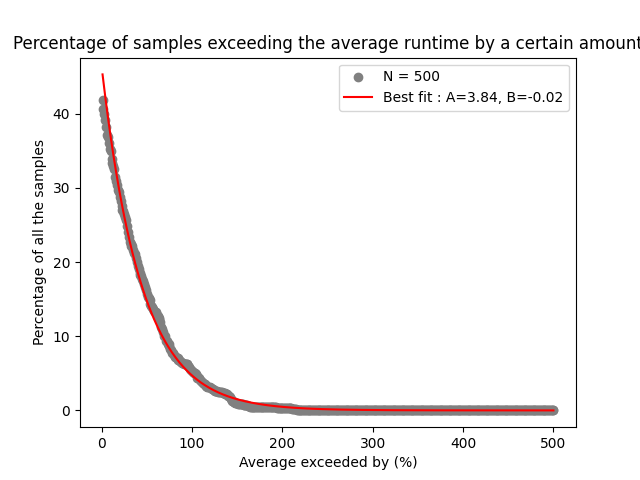 Percentage of samples exceeding the average runtime by a certain amount
N = 500
Best fit : A=3.84, B=-0.02
Percentage of all the samples
40
30
20
10
0
0 100 200 300 400 500
Average exceeded by (%)